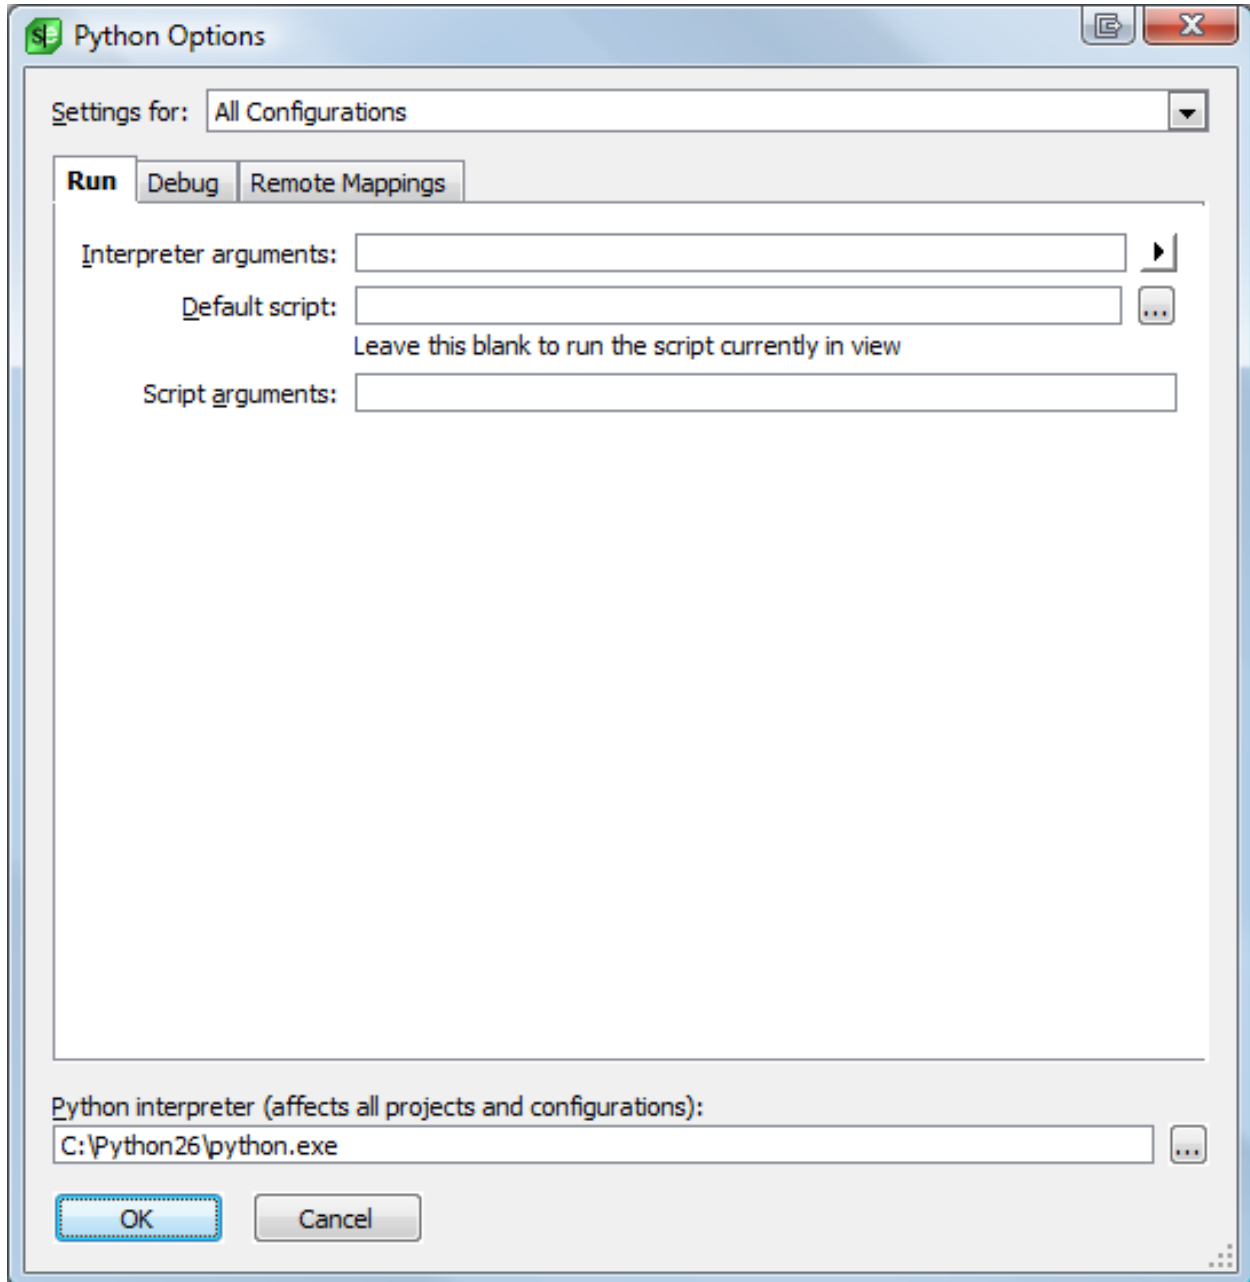 Python Options
Settings for: All Configurations
Run Debug Remote Mappings
Interpreter arguments:
Default script: ...
Leave this blank to run the script currently in view
Script arguments:
Python interpreter (affects all projects and configurations):
C:\Python26\python.exe ...
OK Cancel